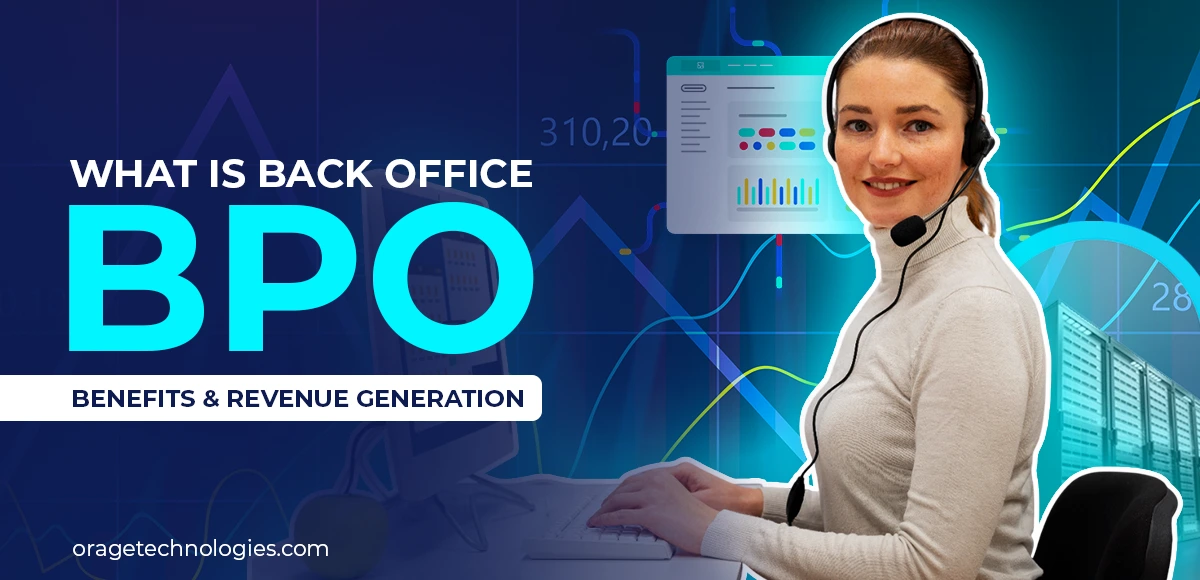 310,20
WHAT IS BACK OFFICE
BPO
28
BENEFITS & REVENUE GENERATION
oragetechnologies.com